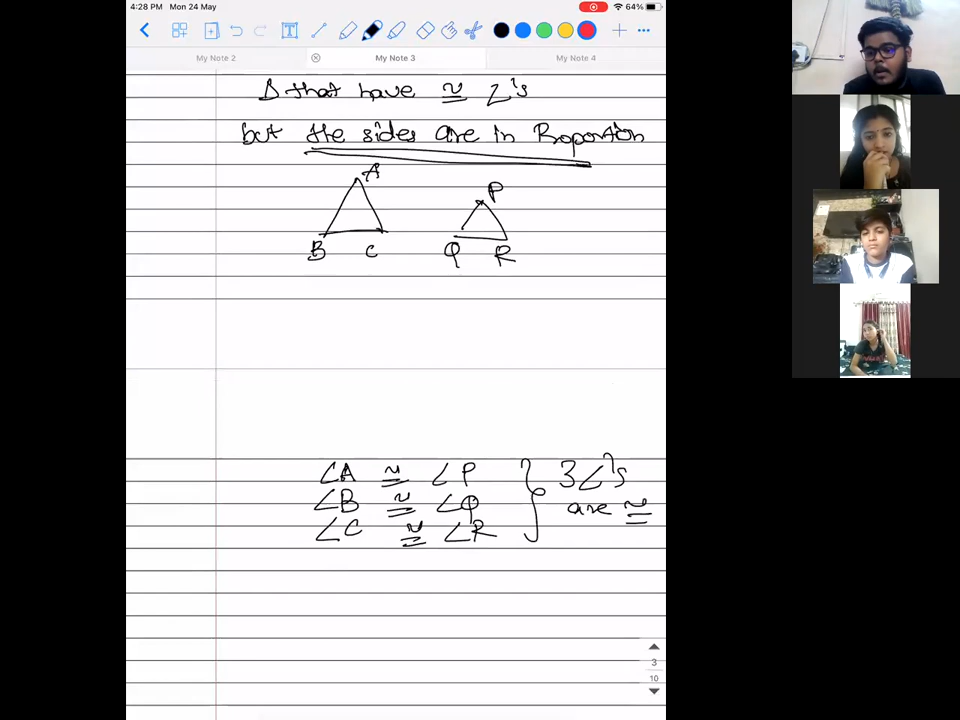 4:28 PM Mon 24 May
64%
My Note 2
My Note 3
My Note 4
Δ that have ≅ ∠'s
but the sides are in Proportion
A
P
B C
Q R
∠A ≅ ∠P
∠B ≅ ∠Q
∠C ≅ ∠R
3∠'s
are ≅
3
10